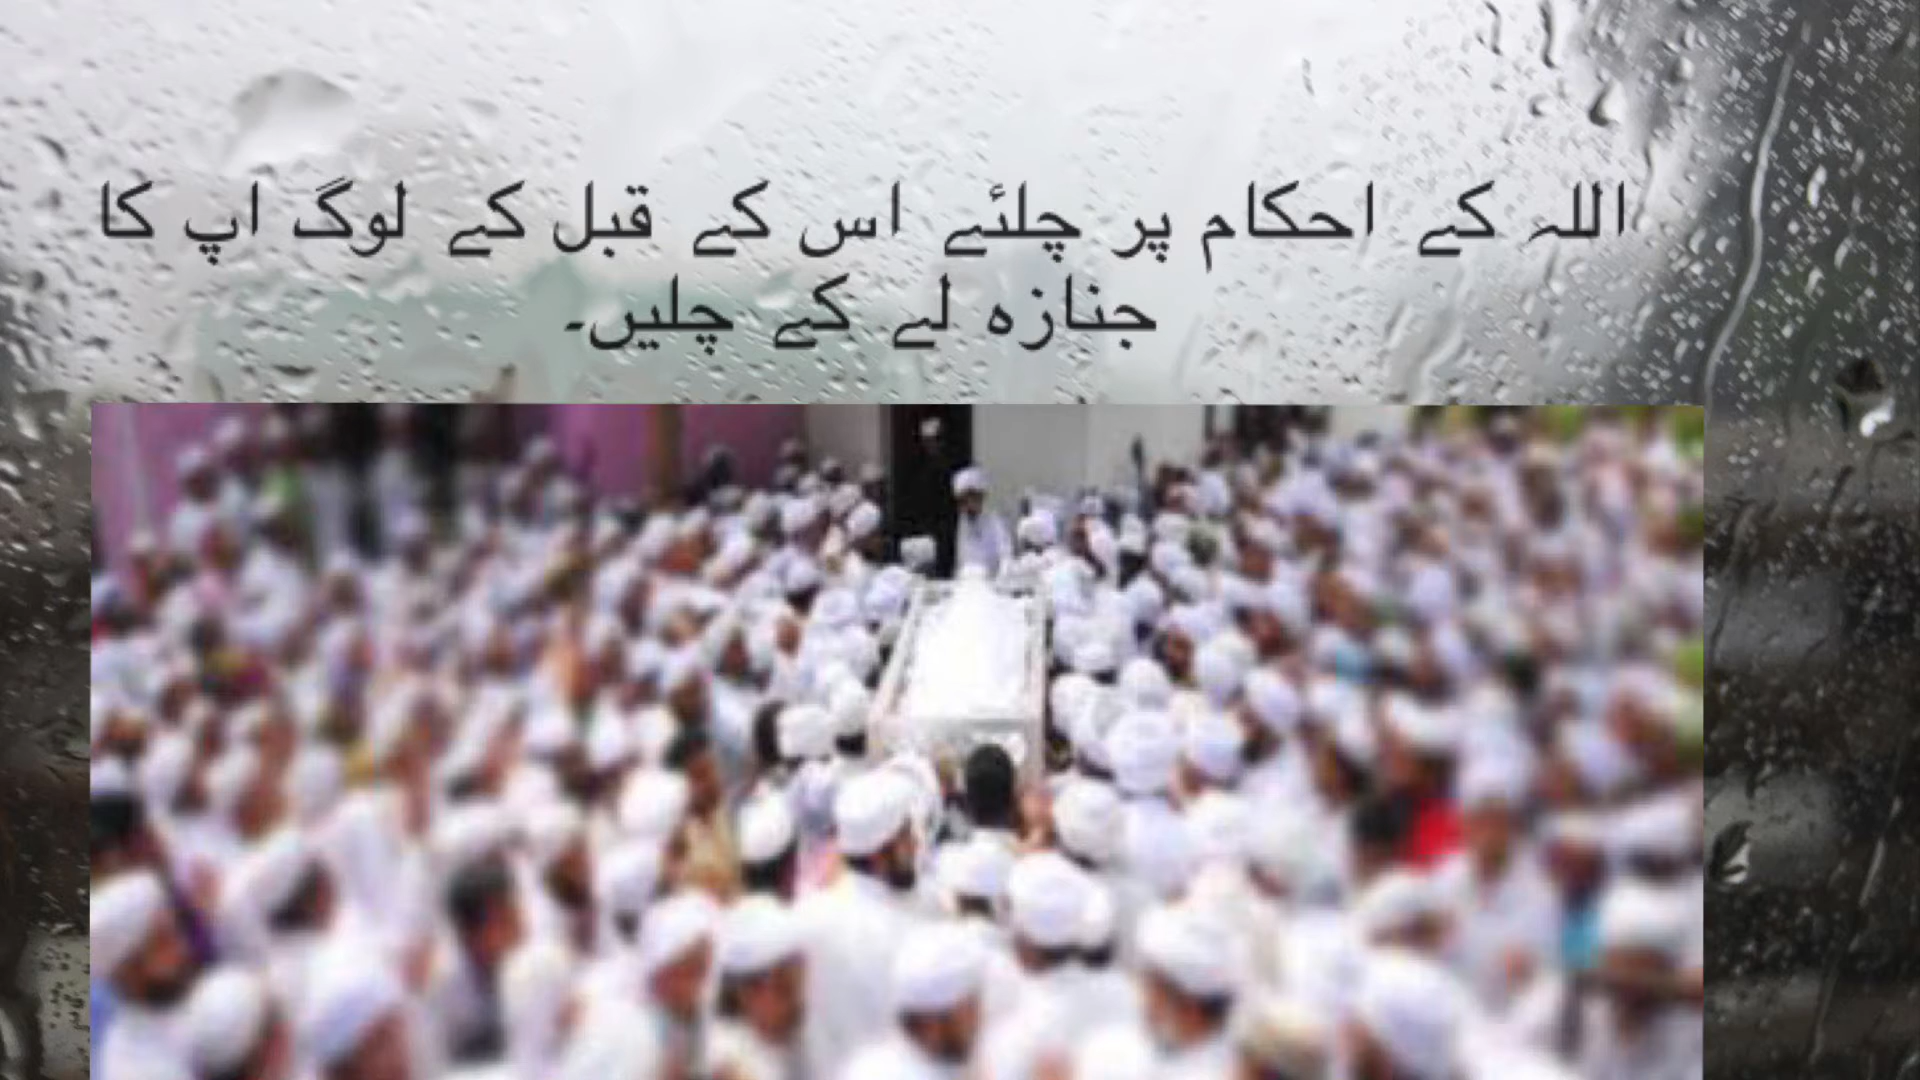 اللہ کے احکام پر چلئے اس کے قبل کے لوگ اپ کا
جنازہ لے کے چلیں۔